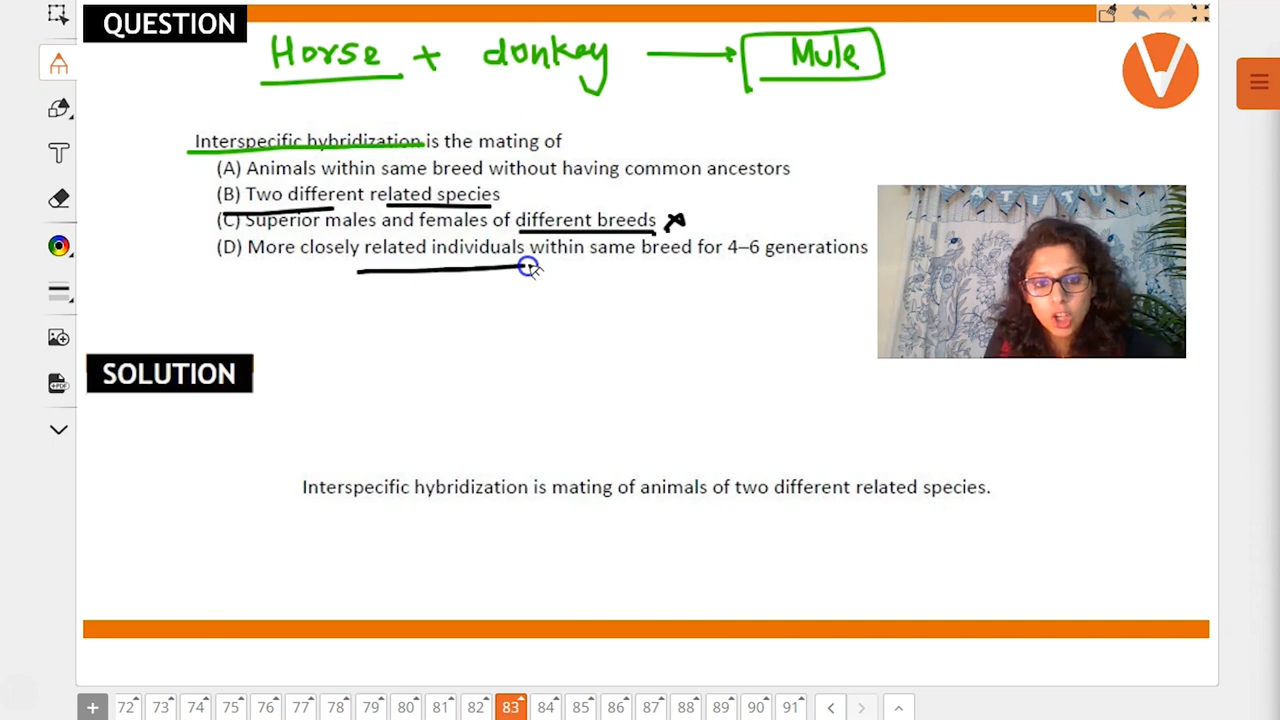 QUESTION
Horse + donkey → Mule
Interspecific hybridization is the mating of
(A) Animals within same breed without having common ancestors
(B) Two different related species
(C) Superior males and females of different breeds
(D) More closely related individuals within same breed for 4–6 generations
SOLUTION
Interspecific hybridization is mating of animals of two different related species.
72 73 74 75 76 77 78 79 80 81 82 83 84 85 86 87 88 89 90 91